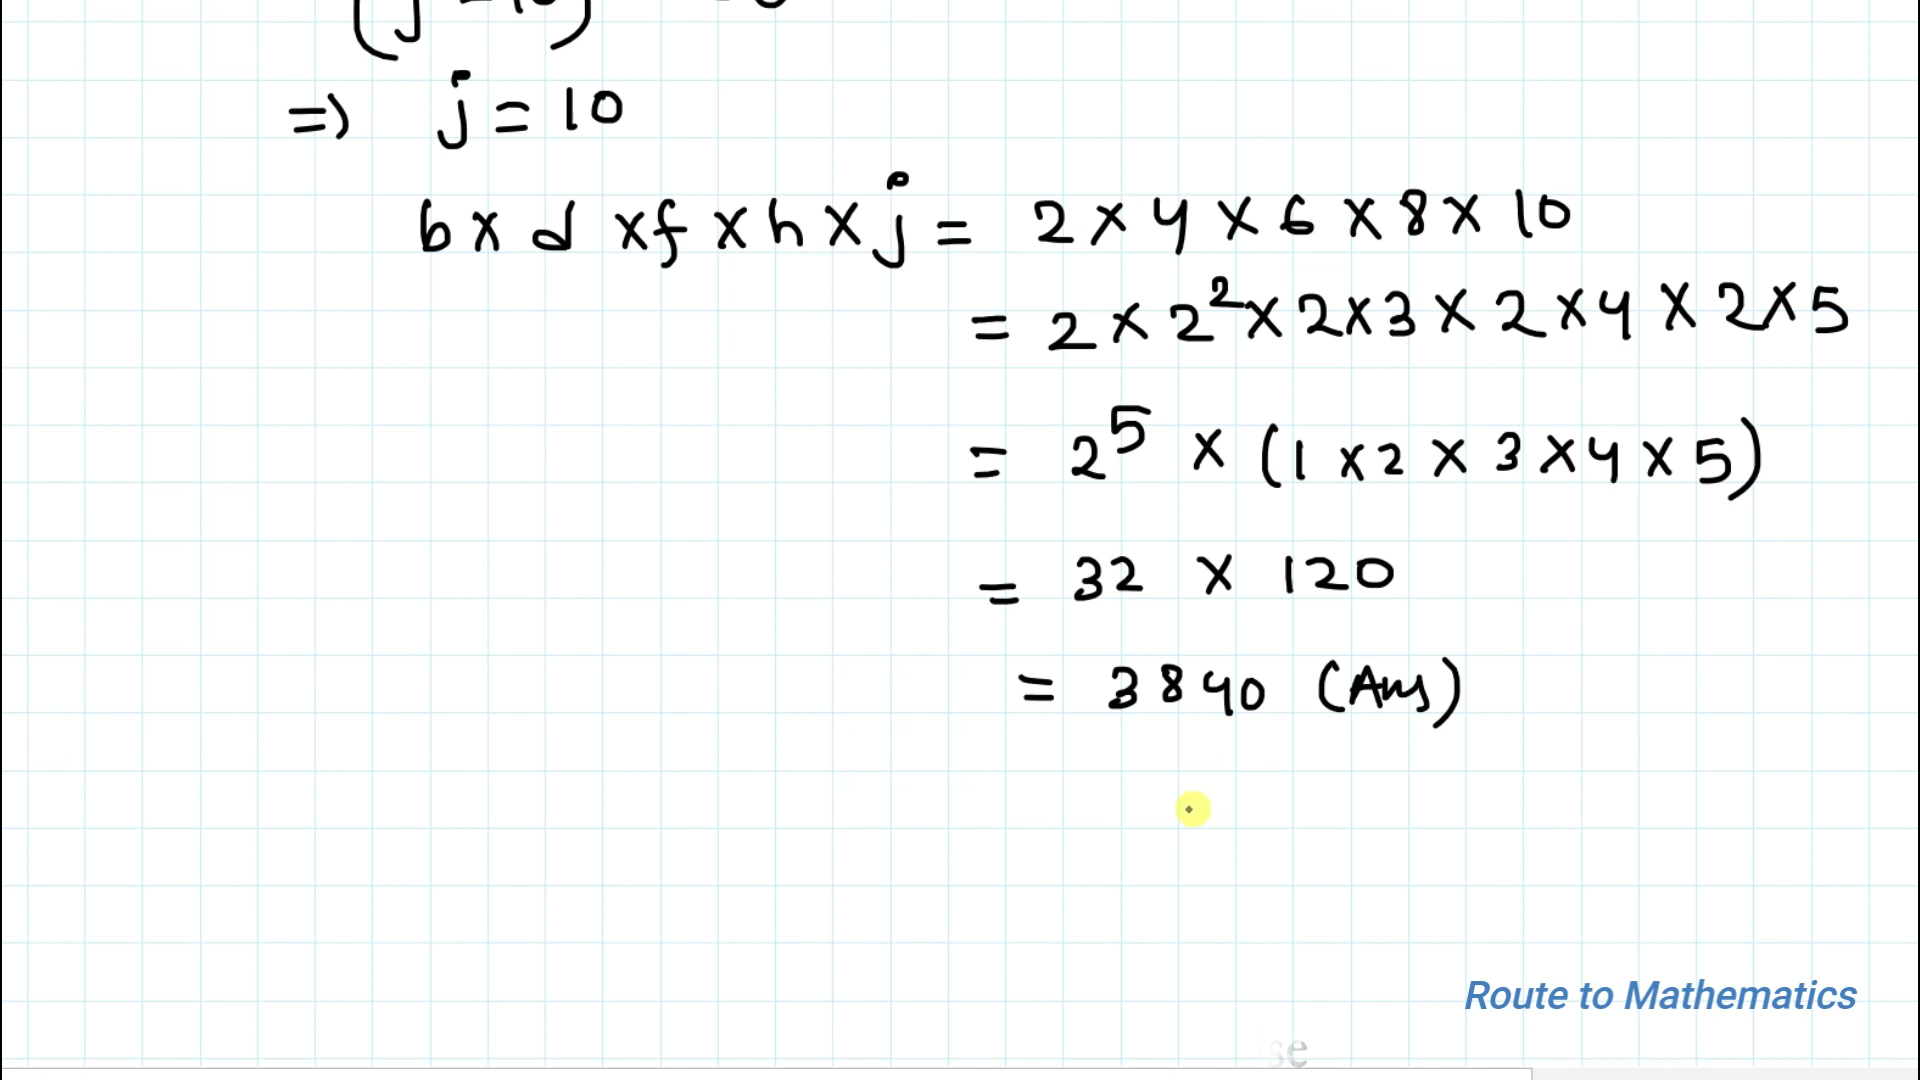 => j = 10
b x d x f x h x j = 2 x 4 x 6 x 8 x 10
= 2 x 2² x 2 x 3 x 2 x 4 x 2 x 5
= 2⁵ x (1 x 2 x 3 x 4 x 5)
= 32 x 120
= 3840 (Ans)
Route to Mathematics